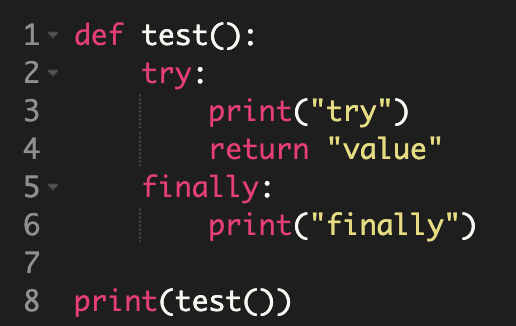 1 def test():
2     try:
3         print("try")
4         return "value"
5     finally:
6         print("finally")
7
8 print(test())